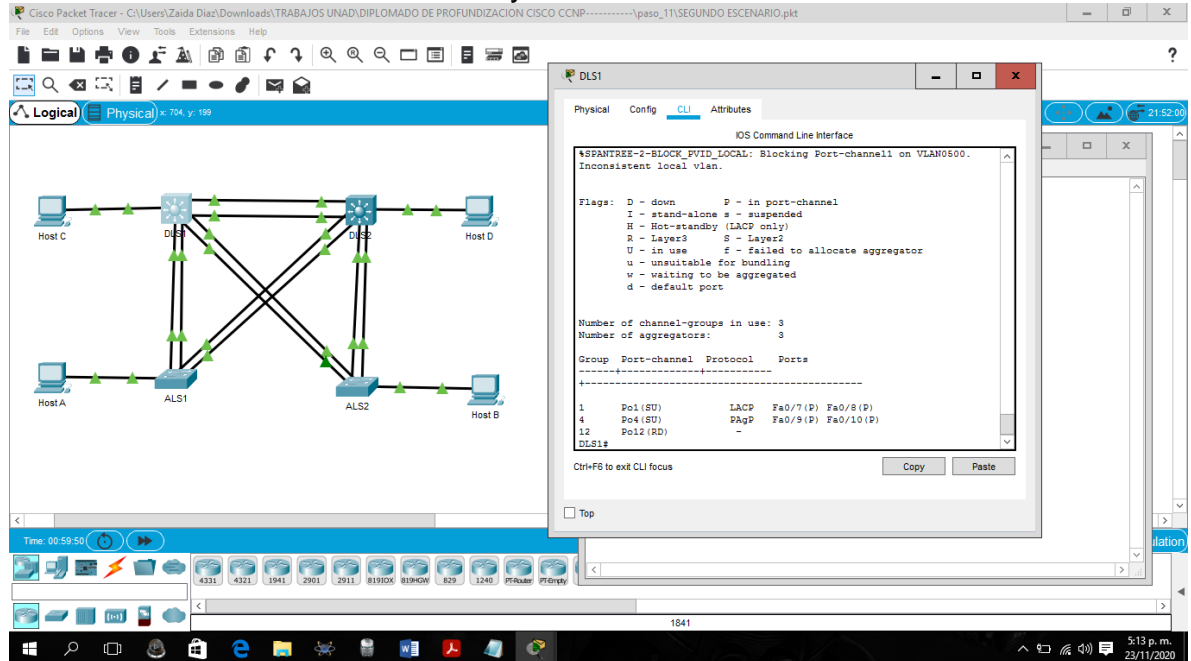 Cisco Packet Tracer - C:\Users\Zaida Diaz\Downloads\TRABAJOS UNAD\DIPLOMADO DE PROFUNDIZACION CISCO CCNP-----------\paso_11\SEGUNDO ESCENARIO.pkt
File Edit Options View Tools Extensions Help
?
Logical Physical x: 704, y: 199
21:52:00
DLS1
Physical Config CLI Attributes
IOS Command Line Interface
%SPANTREE-2-BLOCK_PVID_LOCAL: Blocking Port-channel1 on VLAN0500.
Inconsistent local vlan.
Flags: D - down P - in port-channel
I - stand-alone s - suspended
H - Hot-standby (LACP only)
R - Layer3 S - Layer2
U - in use f - failed to allocate aggregator
u - unsuitable for bundling
w - waiting to be aggregated
d - default port
Number of channel-groups in use: 3
Number of aggregators: 3
Group Port-channel Protocol Ports
------+-------------+-----------
+----------------------------------------------
1 Po1(SU) LACP Fa0/7(P) Fa0/8(P)
4 Po4(SU) PAgP Fa0/9(P) Fa0/10(P)
12 Po12(RD) -
DLS1#
Ctrl+F6 to exit CLI focus
Copy Paste
Top
Host C
DLS1
DLS2
Host D
Host A
ALS1
ALS2
Host B
Time: 00:59:50
4331 4321 1941 2901 2911 819IOX 819HGW 829 1240 PT-Router PT-Empty
1841
5:13 p. m.
23/11/2020